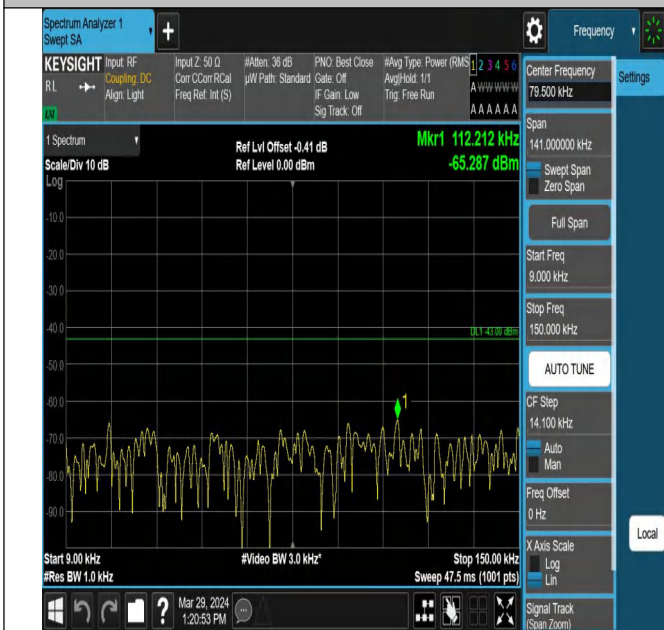 Spectrum Analyzer 1
Swept SA
+
Frequency
KEYSIGHT
RL
LXI
Input: RF
Coupling: DC
Align: Light
Input Z: 50 Ω
Corr CCorr RCal
Freq Ref: Int (S)
#Atten: 36 dB
µW Path: Standard
PNO: Best Close
Gate: Off
IF Gain: Low
Sig Track: Off
#Avg Type: Power (RMS
Avg|Hold: 1/1
Trig: Free Run
1 2 3 4 5 6
A W W W W W
A A A A A A
1 Spectrum
Scale/Div 10 dB
Log
Ref Lvl Offset -0.41 dB
Ref Level 0.00 dBm
Mkr1 112.212 kHz
-65.287 dBm
-10.0
-20.0
-30.0
-40.0
DL1 -43.00 dBm
-50.0
-60.0
1
-70.0
-80.0
-90.0
Start 9.00 kHz
#Res BW 1.0 kHz
#Video BW 3.0 kHz*
Stop 150.00 kHz
Sweep 47.5 ms (1001 pts)
Mar 29, 2024
1:20:53 PM
Center Frequency
79.500 kHz
Settings
Span
141.000000 kHz
Swept Span
Zero Span
Full Span
Start Freq
9.000 kHz
Stop Freq
150.000 kHz
AUTO TUNE
CF Step
14.100 kHz
Auto
Man
Freq Offset
0 Hz
X Axis Scale
Log
Lin
Local
Signal Track
(Span Zoom)